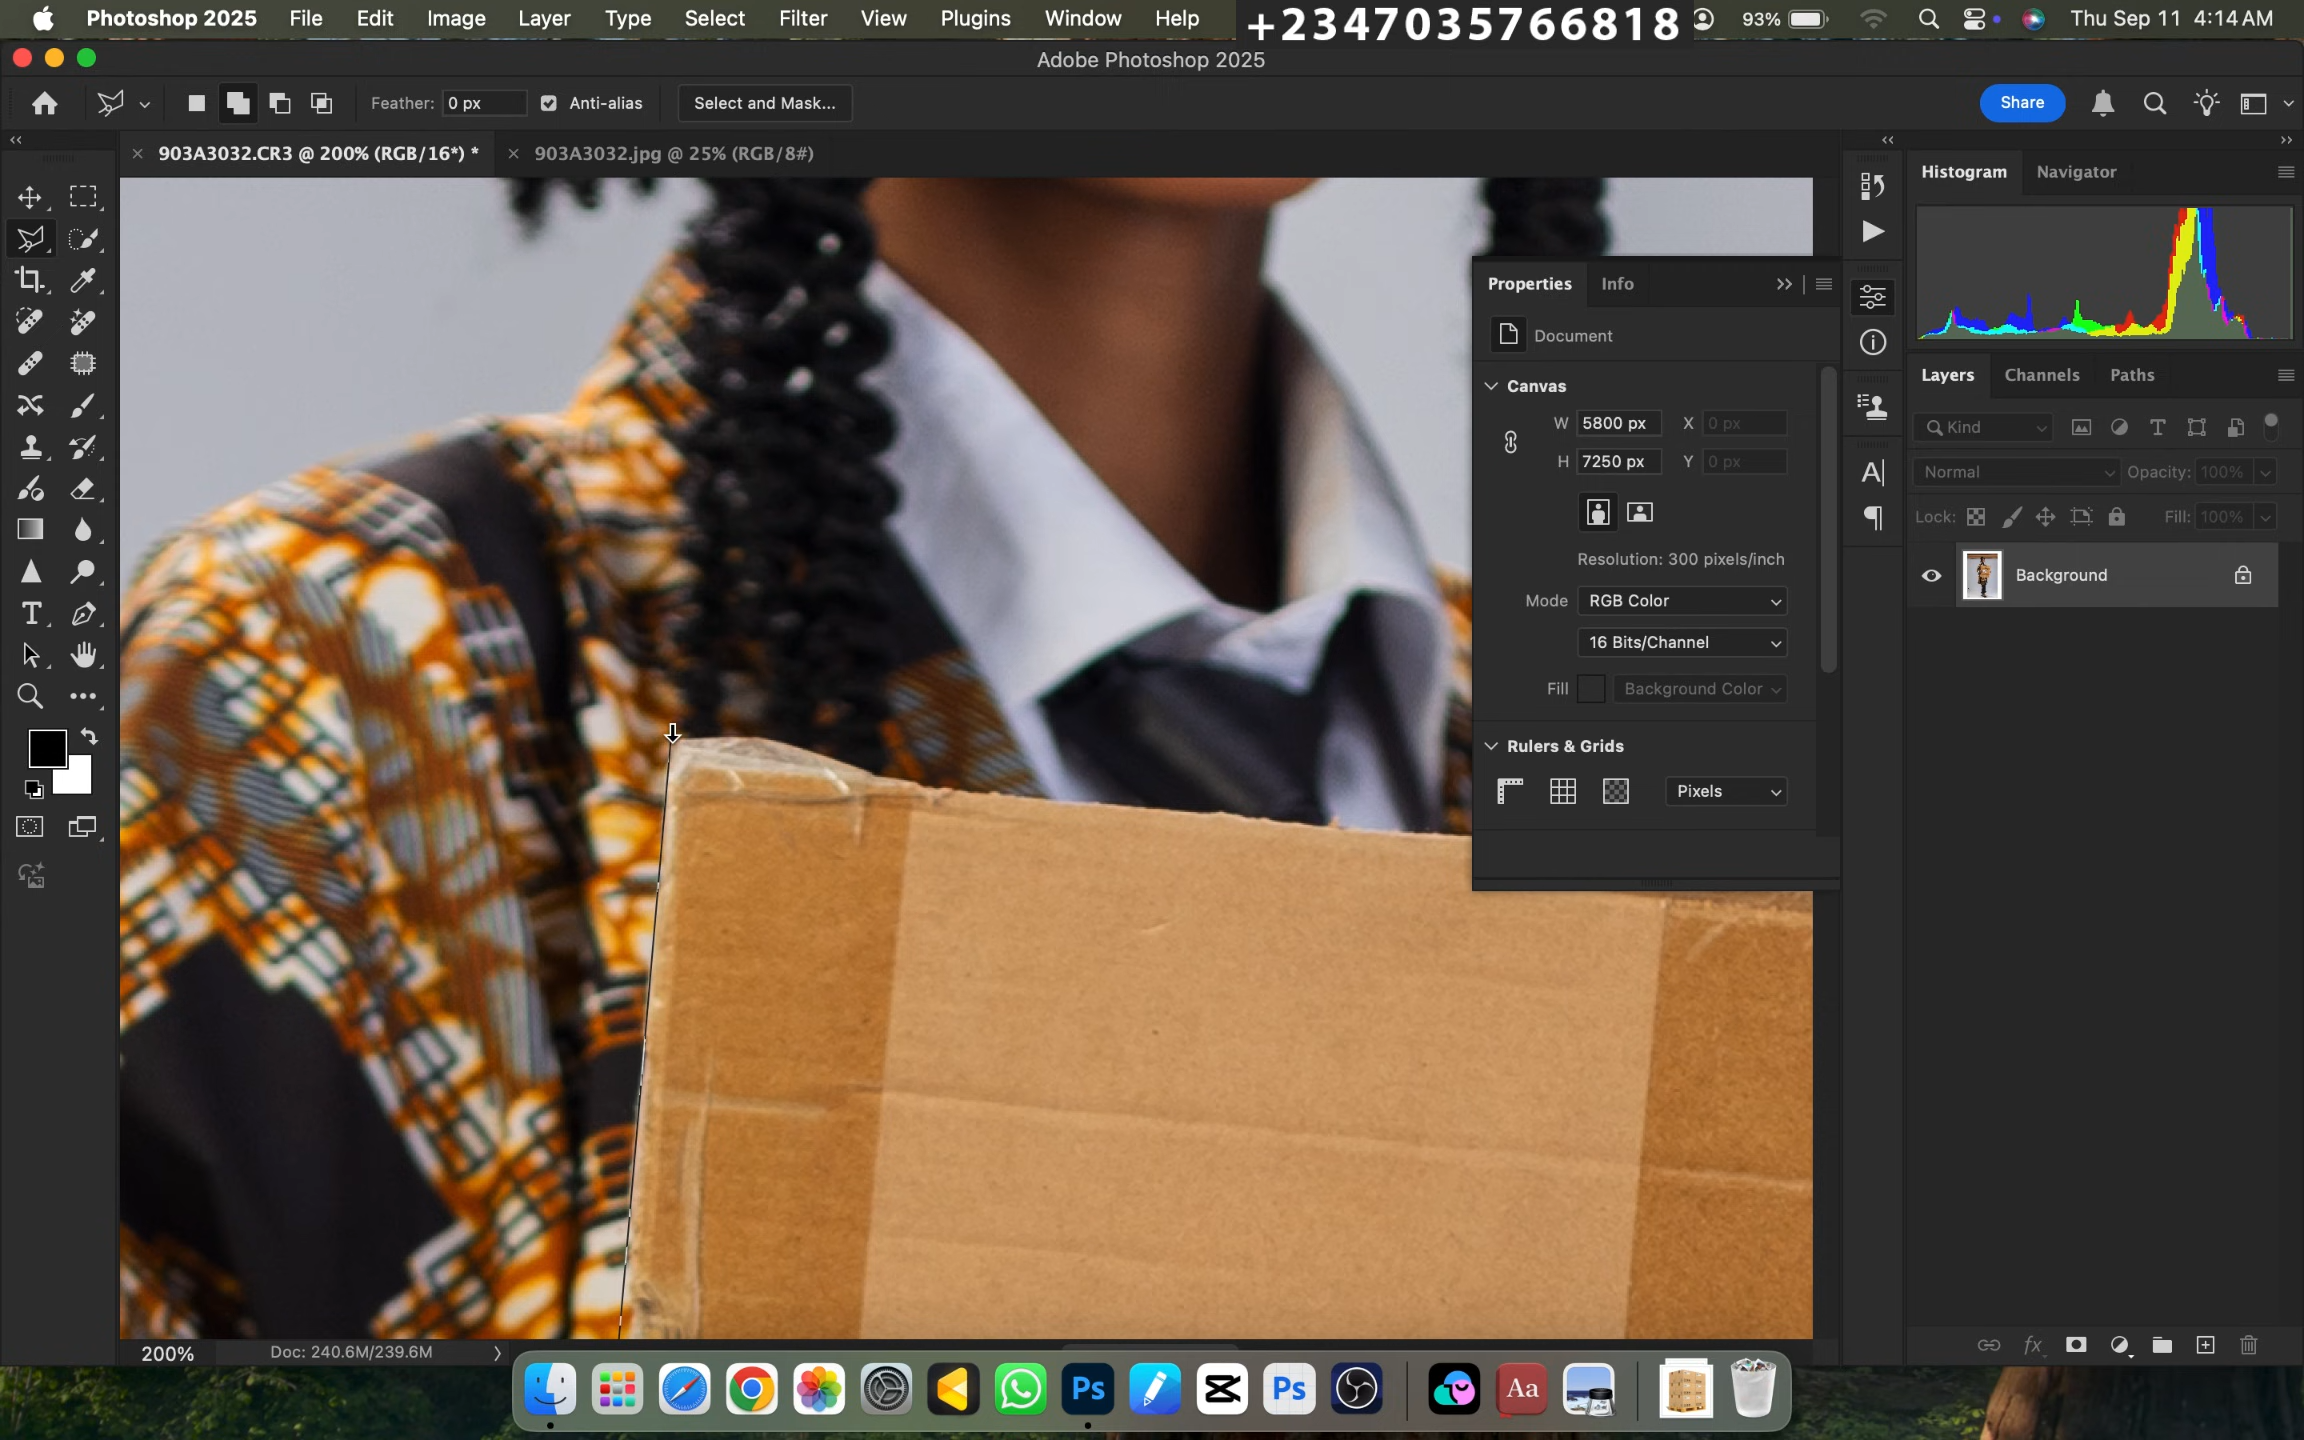 Photoshop 2025 File Edit Image Layer Type Select Filter View Plugins Window Help +2347035766818 93% Thu Sep 11 4:14 AM
Adobe Photoshop 2025
Feather: 0 px Anti-alias Select and Mask... Share
903A3032.CR3 @ 200% (RGB/16*) * 903A3032.jpg @ 25% (RGB/8#)
Histogram Navigator
Properties Info
Document
Canvas
W 5800 px X 0 px
H 7250 px Y 0 px
Resolution: 300 pixels/inch
Mode RGB Color
16 Bits/Channel
Fill Background Color
Rulers & Grids
Pixels
Layers Channels Paths
Kind
Normal Opacity: 100%
Lock: Fill: 100%
Background
200% Doc: 240.6M/239.6M
Ps Ps Aa